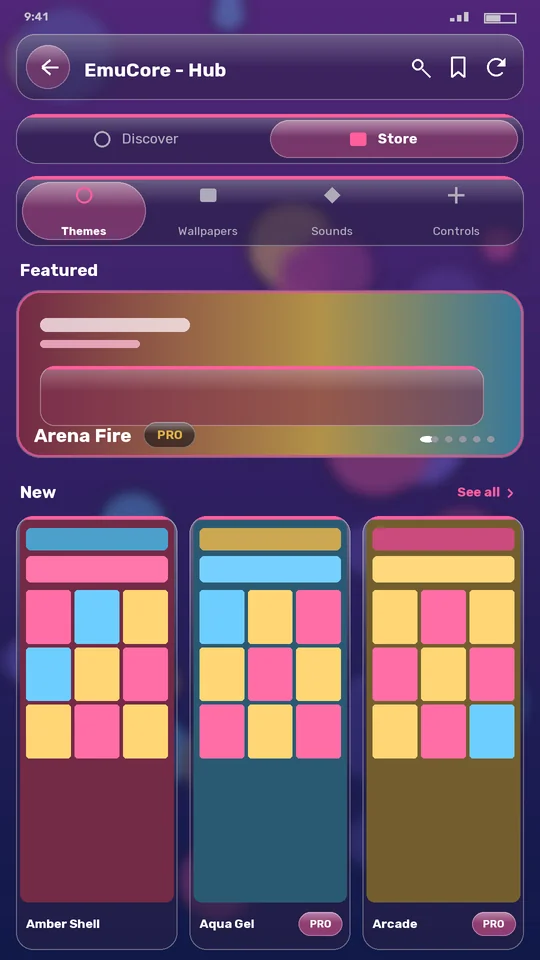 9:41
EmuCore - Hub
Discover
Store
Themes
Wallpapers
Sounds
Controls
Featured
Arena Fire
PRO
New
See all
Amber Shell
Aqua Gel
PRO
Arcade
PRO